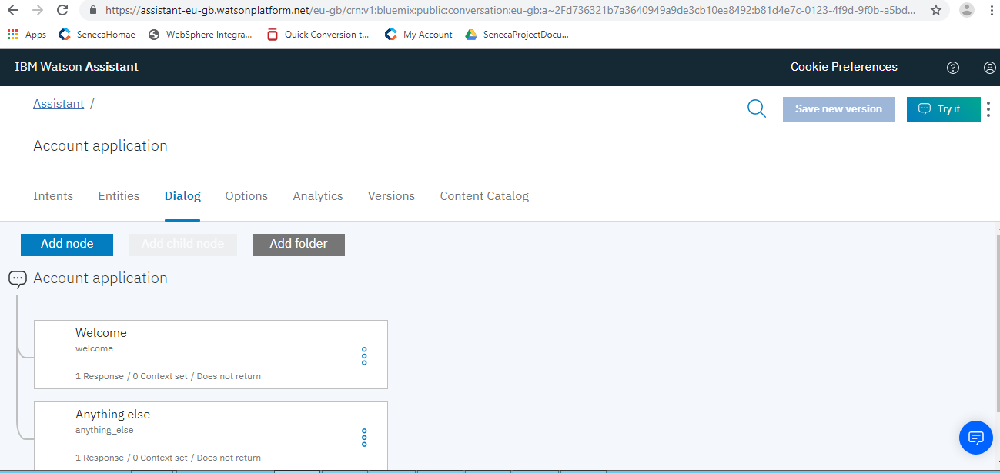 https://assistant-eu-gb.watsonplatform.net/eu-gb/crn:v1:bluemix:public:conversation:eu-gb:a~2Fd736321b7a3640949a9de3cb10ea8492:b81d4e7c-0123-4f9d-9f0b-a5bd...
Apps SenecaHomae WebSphere Integra... Quick Conversion t... My Account SenecaProjectDocu...
IBM Watson Assistant Cookie Preferences
Assistant /
Save new version Try it
Account application
Intents Entities Dialog Options Analytics Versions Content Catalog
Add node Add child node Add folder
Account application
Welcome
welcome
1 Response / 0 Context set / Does not return
Anything else
anything_else
1 Response / 0 Context set / Does not return